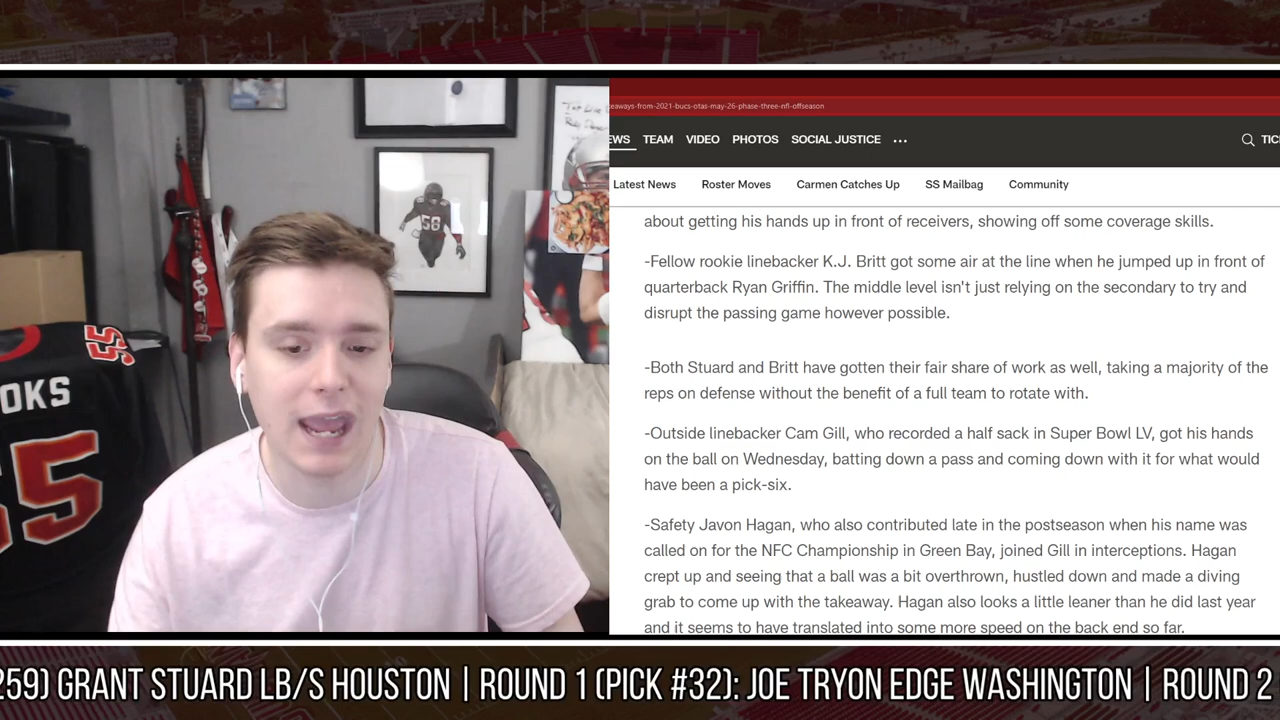 eaways-from-2021-bucs-otas-may-26-phase-three-nfl-offseason
EWS TEAM VIDEO PHOTOS SOCIAL JUSTICE ...
TIC
Latest News Roster Moves Carmen Catches Up SS Mailbag Community
about getting his hands up in front of receivers, showing off some coverage skills.
-Fellow rookie linebacker K.J. Britt got some air at the line when he jumped up in front of
quarterback Ryan Griffin. The middle level isn't just relying on the secondary to try and
disrupt the passing game however possible.
-Both Stuard and Britt have gotten their fair share of work as well, taking a majority of the
reps on defense without the benefit of a full team to rotate with.
-Outside linebacker Cam Gill, who recorded a half sack in Super Bowl LV, got his hands
on the ball on Wednesday, batting down a pass and coming down with it for what would
have been a pick-six.
-Safety Javon Hagan, who also contributed late in the postseason when his name was
called on for the NFC Championship in Green Bay, joined Gill in interceptions. Hagan
crept up and seeing that a ball was a bit overthrown, hustled down and made a diving
grab to come up with the takeaway. Hagan also looks a little leaner than he did last year
and it seems to have translated into some more speed on the back end so far.
58
55
OKS
55
259) GRANT STUARD LB/S HOUSTON | ROUND 1 (PICK #32): JOE TRYON EDGE WASHINGTON | ROUND 2